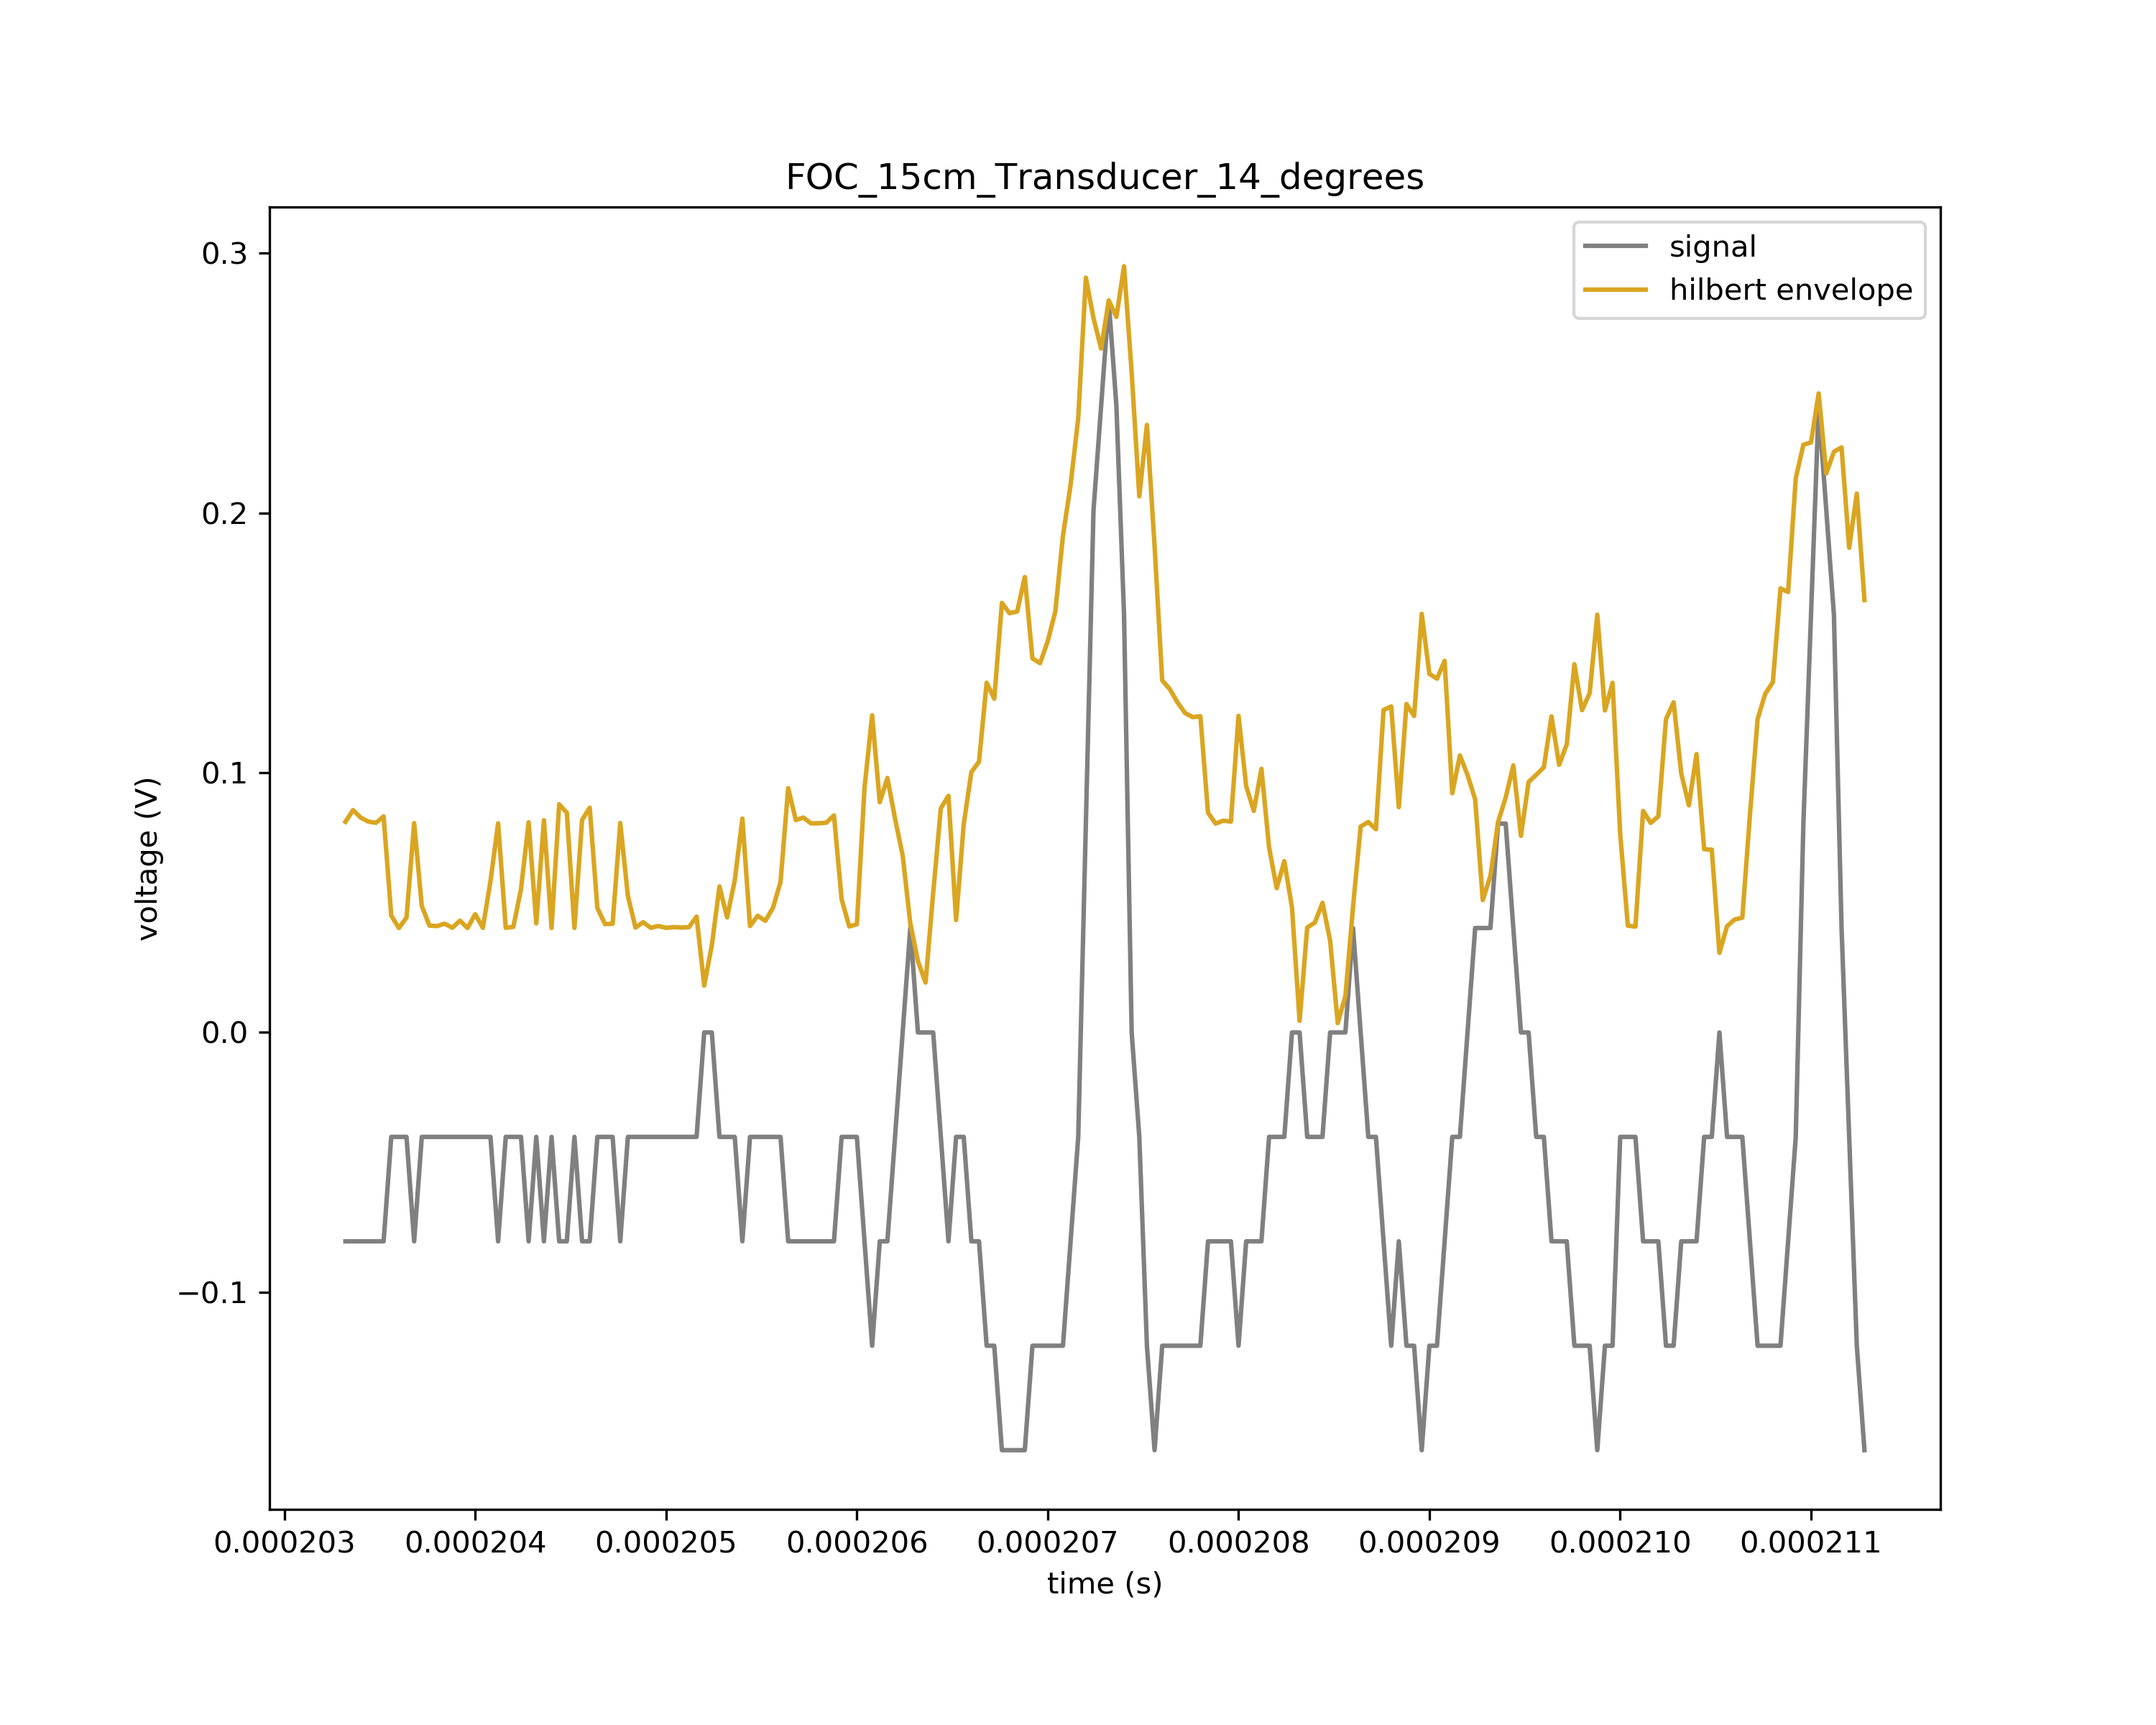 FOC_15cm_Transducer_14_degrees
signal
hilbert envelope
voltage (V)
0.3
0.2
0.1
0.0
−0.1
0.000203 0.000204 0.000205 0.000206 0.000207 0.000208 0.000209 0.000210 0.000211
time (s)